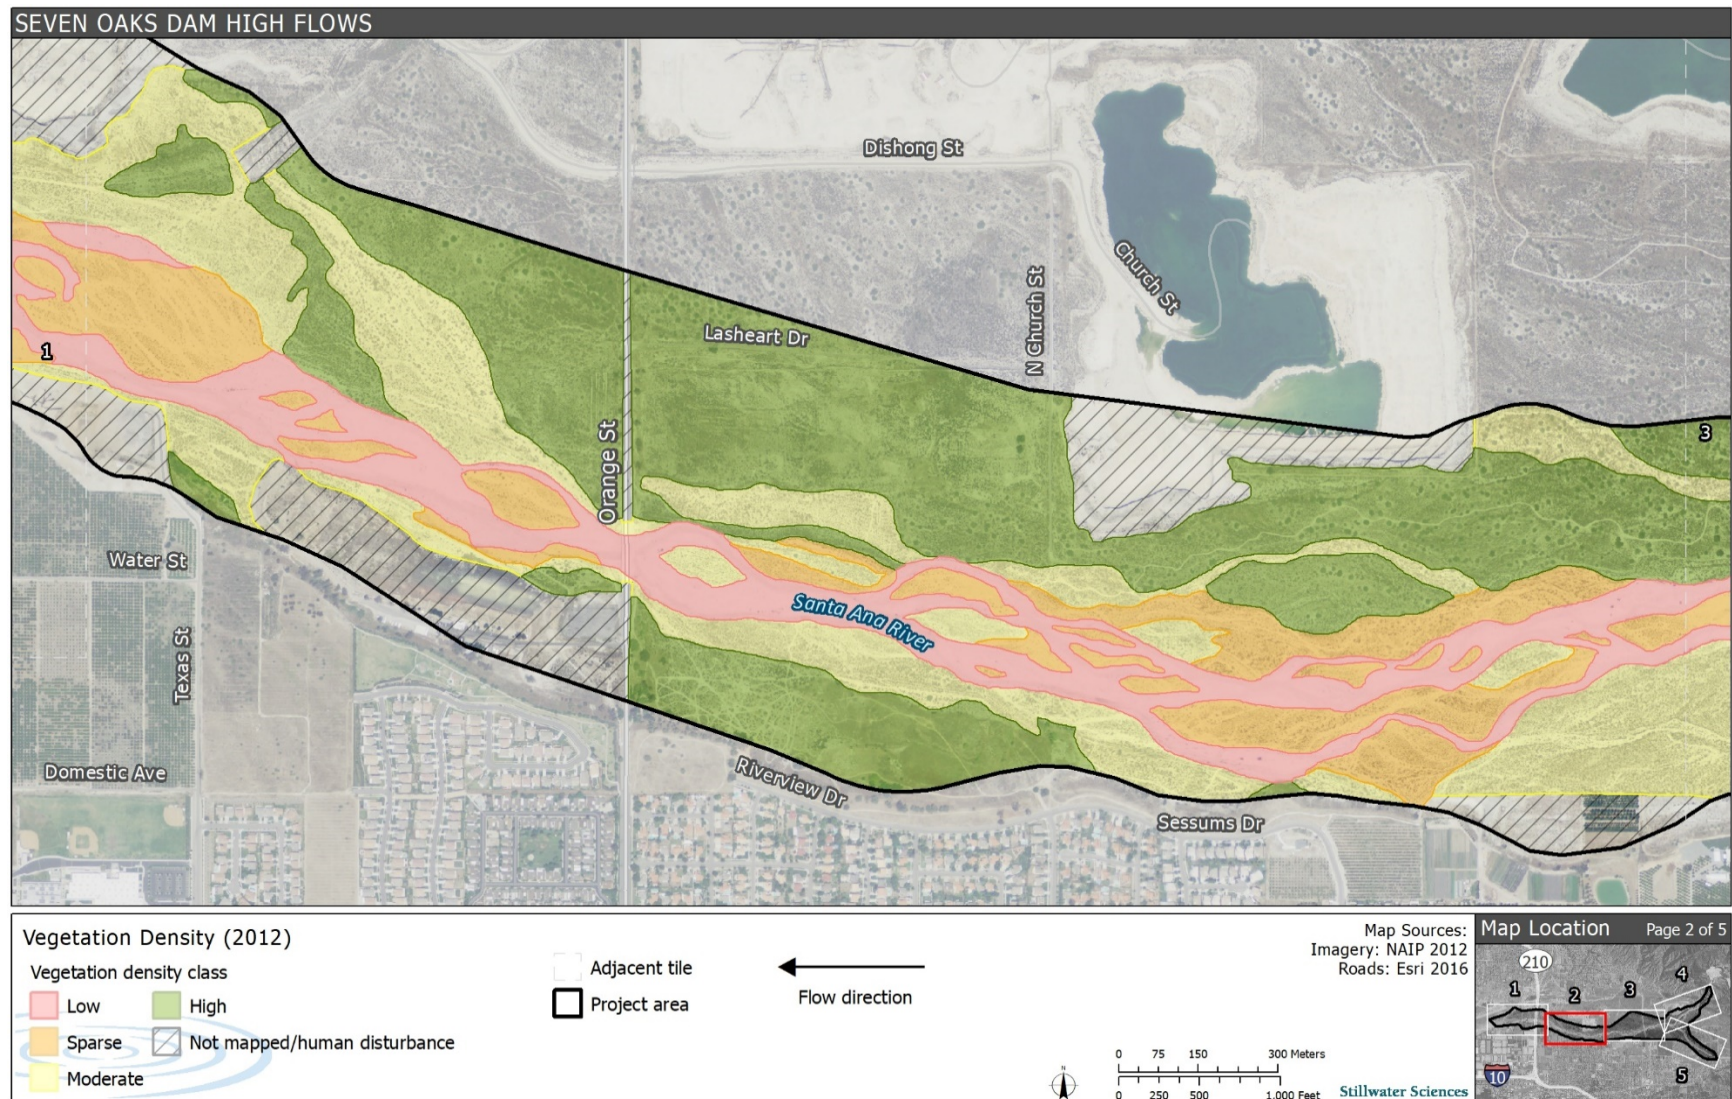 SEVEN OAKS DAM HIGH FLOWS
Dishong St
Church St
N Church St
Lasheart Dr
1
3
Orange St
Water St
Santa Ana River
Texas St
Domestic Ave
Riverview Dr
Sessums Dr
Vegetation Density (2012)
Vegetation density class
Low
High
Sparse
Not mapped/human disturbance
Moderate
Adjacent tile
Project area
Flow direction
N
0 75 150 300 Meters
0 250 500 1,000 Feet
Map Sources:
Imagery: NAIP 2012
Roads: Esri 2016
Stillwater Sciences
Map Location Page 2 of 5
210
1
2
3
4
5
10